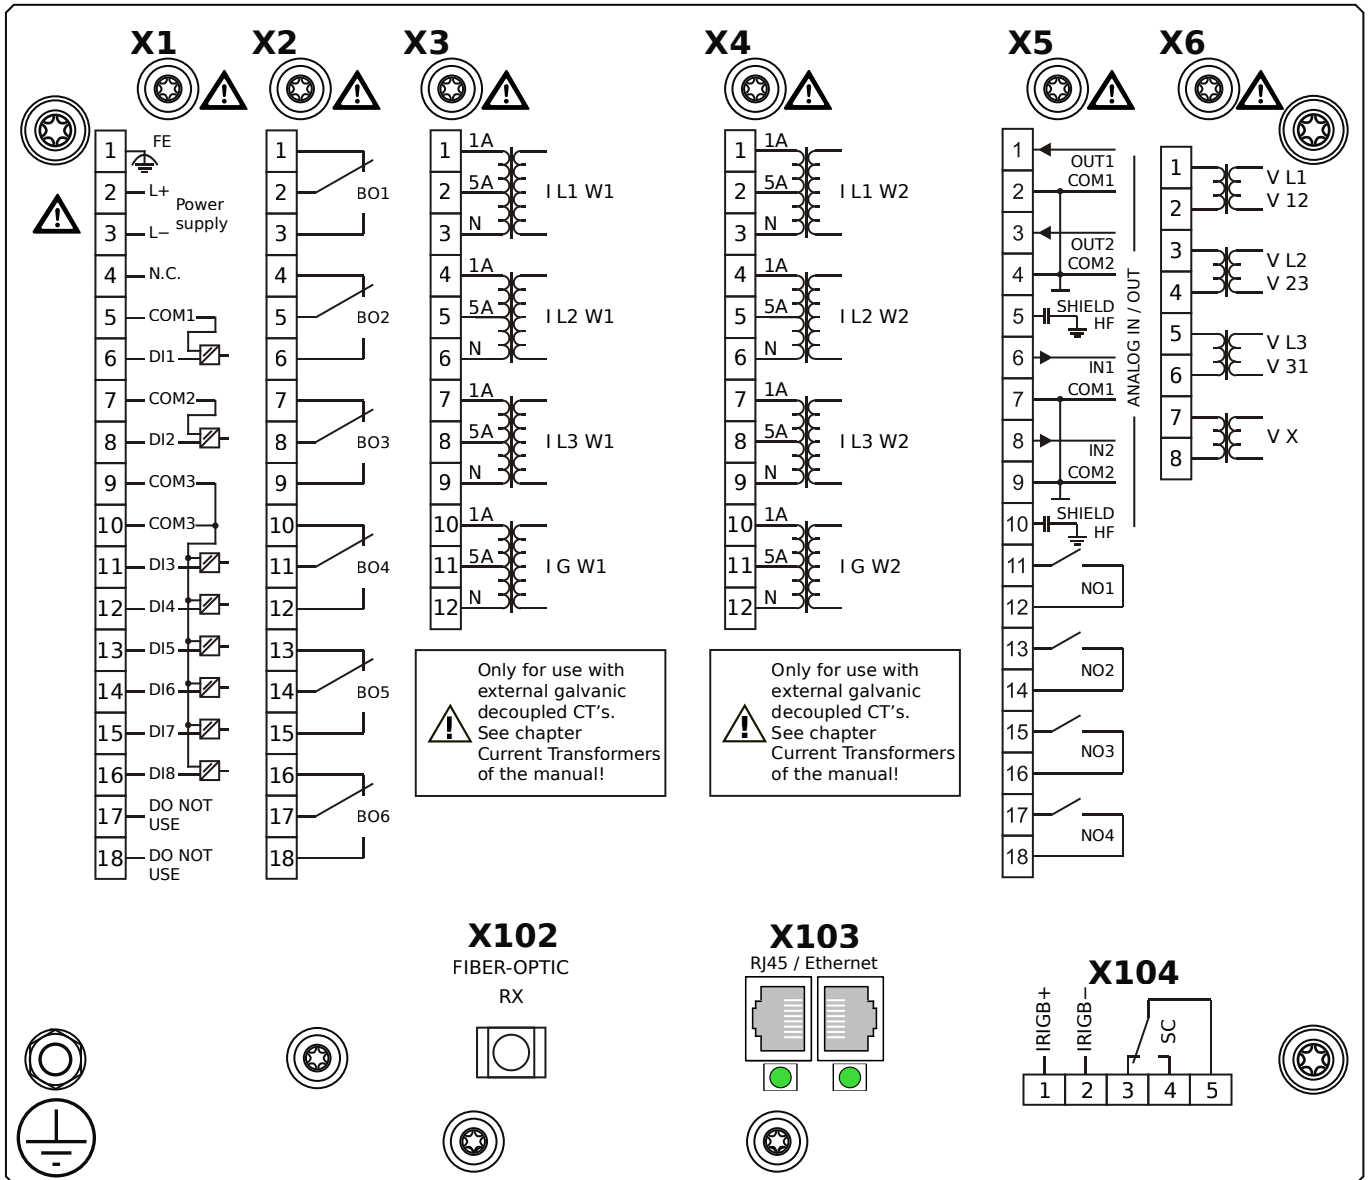 X1
X2
X3
X4
X5
X6
1 FE
2 L+
Power
supply
3 L−
4 N.C.
5 COM1
6 DI1
7 COM2
8 DI2
9 COM3
10 COM3
11 DI3
12 DI4
13 DI5
14 DI6
15 DI7
16 DI8
17 DO NOT
USE
18 DO NOT
USE
1
2 BO1
3
4
5 BO2
6
7
8 BO3
9
10
11 BO4
12
13
14 BO5
15
16
17 BO6
18
1 1A
2 5A I L1 W1
3 N
4 1A
5 5A I L2 W1
6 N
7 1A
8 5A I L3 W1
9 N
10 1A
11 5A I G W1
12 N
Only for use with
external galvanic
decoupled CT's.
See chapter
Current Transformers
of the manual!
1 1A
2 5A I L1 W2
3 N
4 1A
5 5A I L2 W2
6 N
7 1A
8 5A I L3 W2
9 N
10 1A
11 5A I G W2
12 N
Only for use with
external galvanic
decoupled CT's.
See chapter
Current Transformers
of the manual!
1
OUT1
2 COM1
3
OUT2
4 COM2
5 SHIELD
HF
6
IN1
7 COM1
8
IN2
9 COM2
10 SHIELD
HF
ANALOG IN / OUT
11
NO1
12
13
NO2
14
15
NO3
16
17
NO4
18
1 V L1
2 V 12
3 V L2
4 V 23
5 V L3
6 V 31
7 V X
8
X102
FIBER-OPTIC
RX
X103
RJ45 / Ethernet
X104
IRIGB+
IRIGB−
SC
1 2 3 4 5